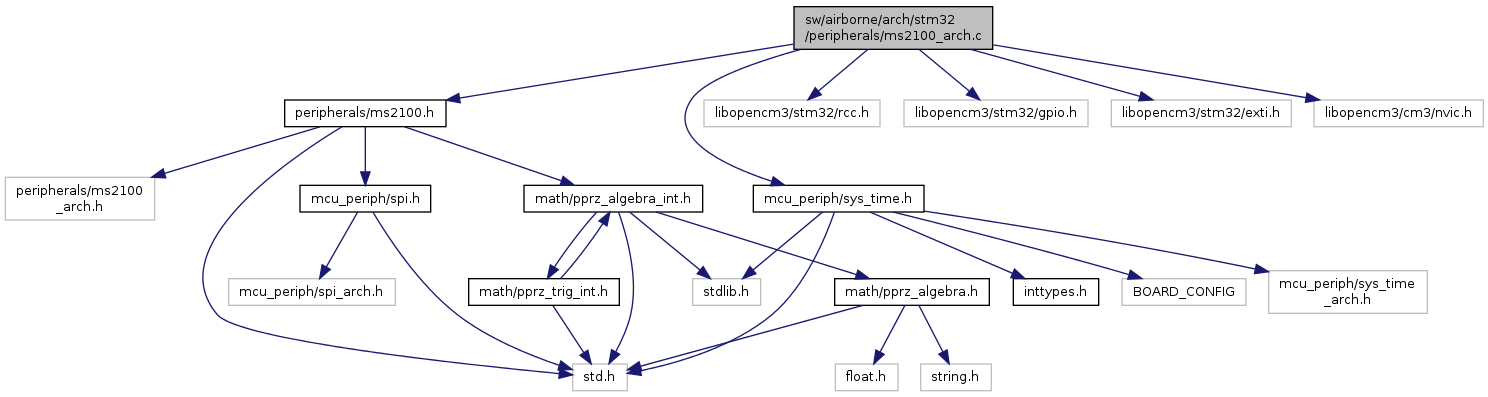 sw/airborne/arch/stm32
/peripherals/ms2100_arch.c
peripherals/ms2100.h
libopencm3/stm32/rcc.h
libopencm3/stm32/gpio.h
libopencm3/stm32/exti.h
libopencm3/cm3/nvic.h
peripherals/ms2100
_arch.h
mcu_periph/spi.h
math/pprz_algebra_int.h
mcu_periph/sys_time.h
mcu_periph/spi_arch.h
math/pprz_trig_int.h
stdlib.h
math/pprz_algebra.h
inttypes.h
BOARD_CONFIG
mcu_periph/sys_time
_arch.h
std.h
float.h
string.h